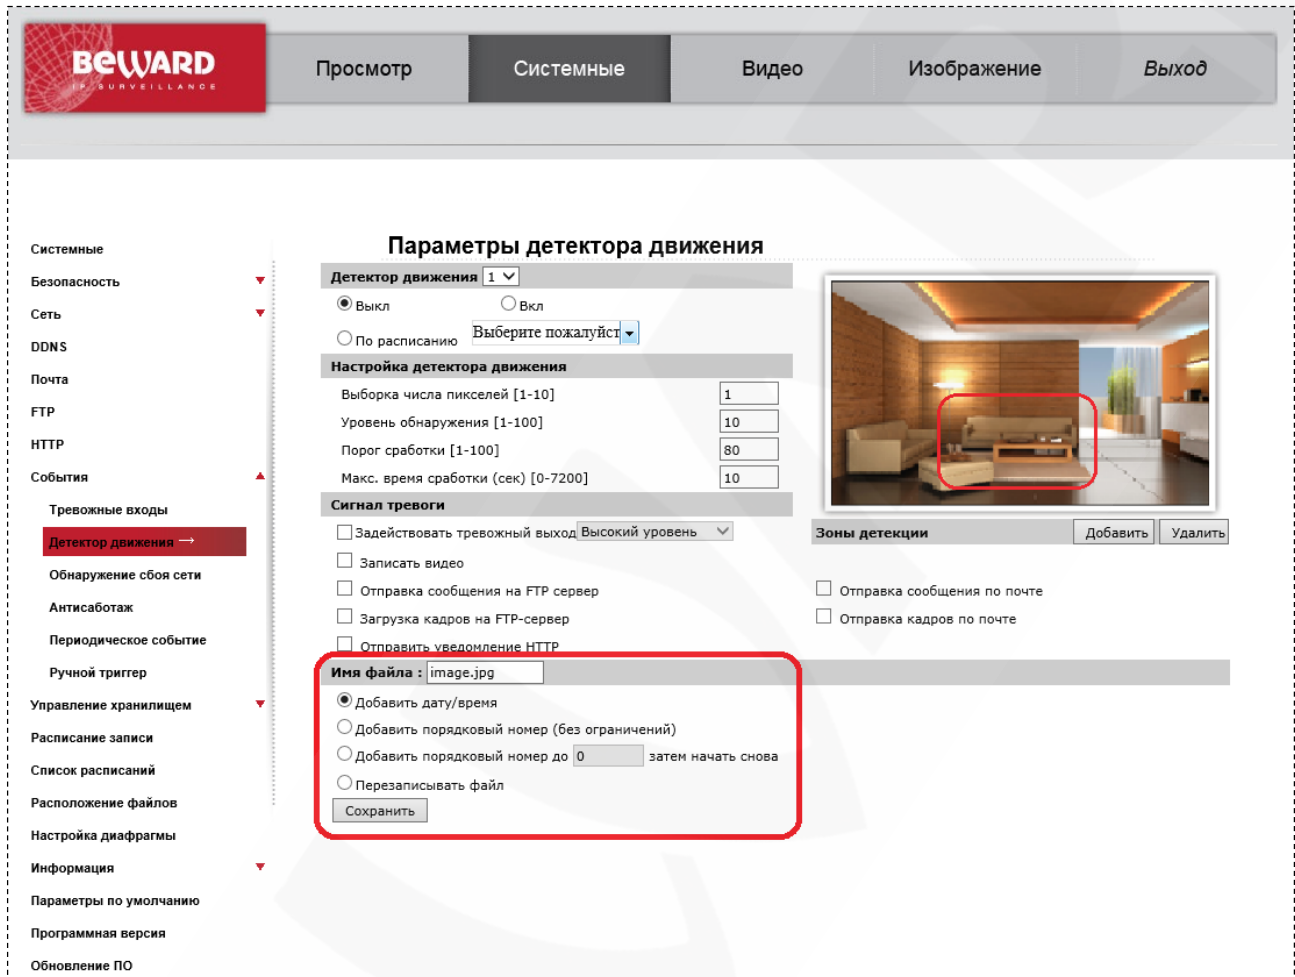 BEWARD
IP SURVEILLANCE
Просмотр
Системные
Видео
Изображение
Выход
Системные
Безопасность
Сеть
DDNS
Почта
FTP
HTTP
События
Тревожные входы
Детектор движения →
Обнаружение сбоя сети
Антисаботаж
Периодическое событие
Ручной триггер
Управление хранилищем
Расписание записи
Список расписаний
Расположение файлов
Настройка диафрагмы
Информация
Параметры по умолчанию
Программная версия
Обновление ПО
Параметры детектора движения
Детектор движения 1
Выкл Вкл
По расписанию Выберите пожалуйст
Настройка детектора движения
Выборка числа пикселей [1-10] 1
Уровень обнаружения [1-100] 10
Порог сработки [1-100] 80
Макс. время сработки (сек) [0-7200] 10
Сигнал тревоги
Задействовать тревожный выход Высокий уровень
Записать видео
Отправка сообщения на FTP сервер
Загрузка кадров на FTP-сервер
Отправить уведомление HTTP
Зоны детекции Добавить Удалить
Отправка сообщения по почте
Отправка кадров по почте
Имя файла : image.jpg
Добавить дату/время
Добавить порядковый номер (без ограничений)
Добавить порядковый номер до 0 затем начать снова
Перезаписывать файл
Сохранить